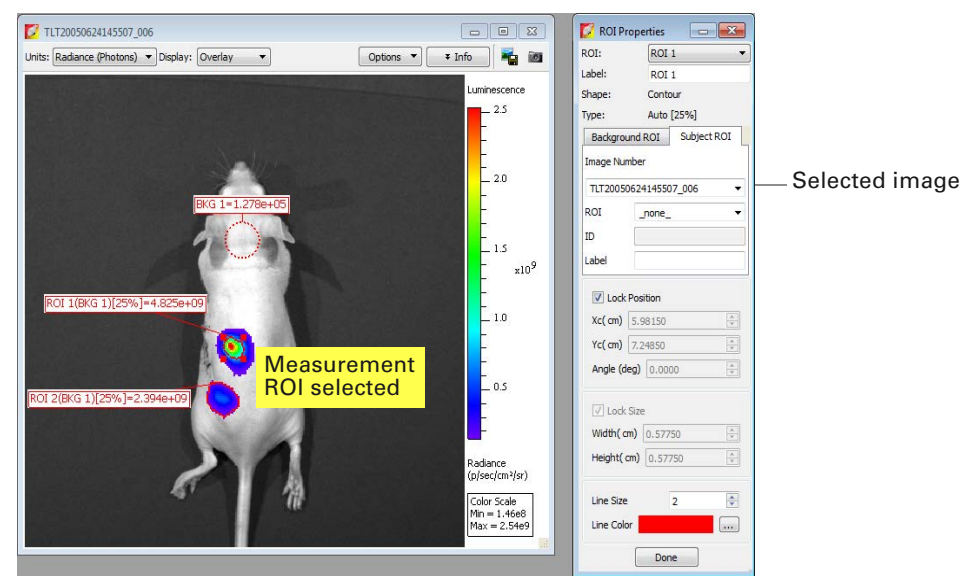 TLT20050624145507_006
Units: Radiance (Photons) Display: Overlay Options Info
Luminescence
2.5
2.0
1.5
x10^9
1.0
0.5
BKG 1=1.278e+05
ROI 1(BKG 1)[25%]=4.825e+09
Measurement
ROI selected
ROI 2(BKG 1)[25%]=2.394e+09
Radiance
(p/sec/cm²/sr)
Color Scale
Min = 1.46e8
Max = 2.54e9
ROI Properties
ROI: ROI 1
Label: ROI 1
Shape: Contour
Type: Auto [25%]
Background ROI Subject ROI
Image Number
TLT20050624145507_006
ROI _none_
ID
Label
Lock Position
Xc( cm) 5.98150
Yc( cm) 7.24850
Angle (deg) 0.0000
Lock Size
Width( cm) 0.57750
Height( cm) 0.57750
Line Size 2
Line Color ...
Done
Selected image